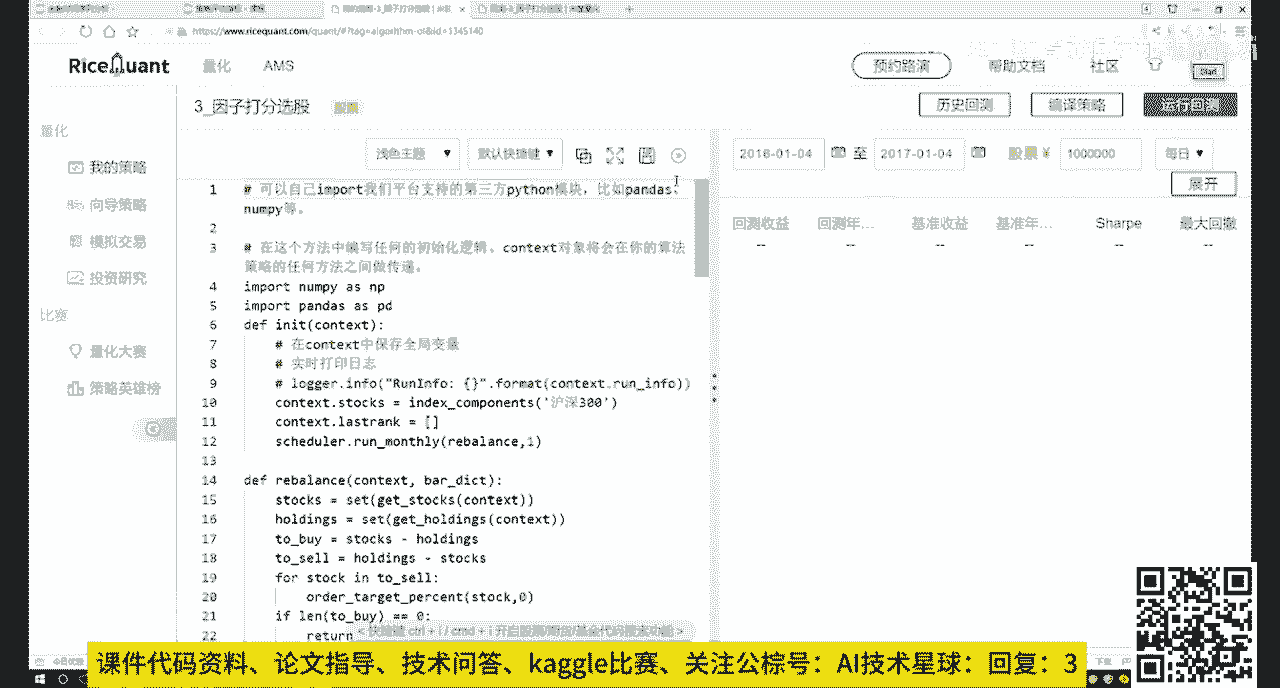 https://www.ricequant.com/quant/#?tag=algorithm-ol&id=1345140
RiceQuant 量化 AMS 预约路演 帮助文档 社区
3_因子打分选股 股票 历史回测 编译策略 运行回测
量化
我的策略
向导策略
模拟交易
投资研究
比赛
量化大赛
策略英雄榜
浅色主题 默认快捷键
2016-01-04 至 2017-01-04 股票 ¥ 1000000 每日
展开
回测收益 回测年... 基准收益 基准年... Sharpe 最大回撤
-- -- -- -- -- --
1 # 可以自己import我们平台支持的第三方python模块，比如pandas、
numpy等。
2
3 # 在这个方法中编写任何的初始化逻辑。context对象将会在你的算法
策略的任何方法之间做传递。
4 import numpy as np
5 import pandas as pd
6 def init(context):
7 # 在context中保存全局变量
8 # 实时打印日志
9 # logger.info("RunInfo: {}".format(context.run_info))
10 context.stocks = index_components('沪深300')
11 context.lastrank = []
12 scheduler.run_monthly(rebalance,1)
13
14 def rebalance(context, bar_dict):
15 stocks = set(get_stocks(context))
16 holdings = set(get_holdings(context))
17 to_buy = stocks - holdings
18 to_sell = holdings - stocks
19 for stock in to_sell:
20 order_target_percent(stock,0)
21 if len(to_buy) == 0:
22 return
课件代码资料、论文指导、技术问答、kaggle比赛、关注公棕号：AI技术星球：回复：3